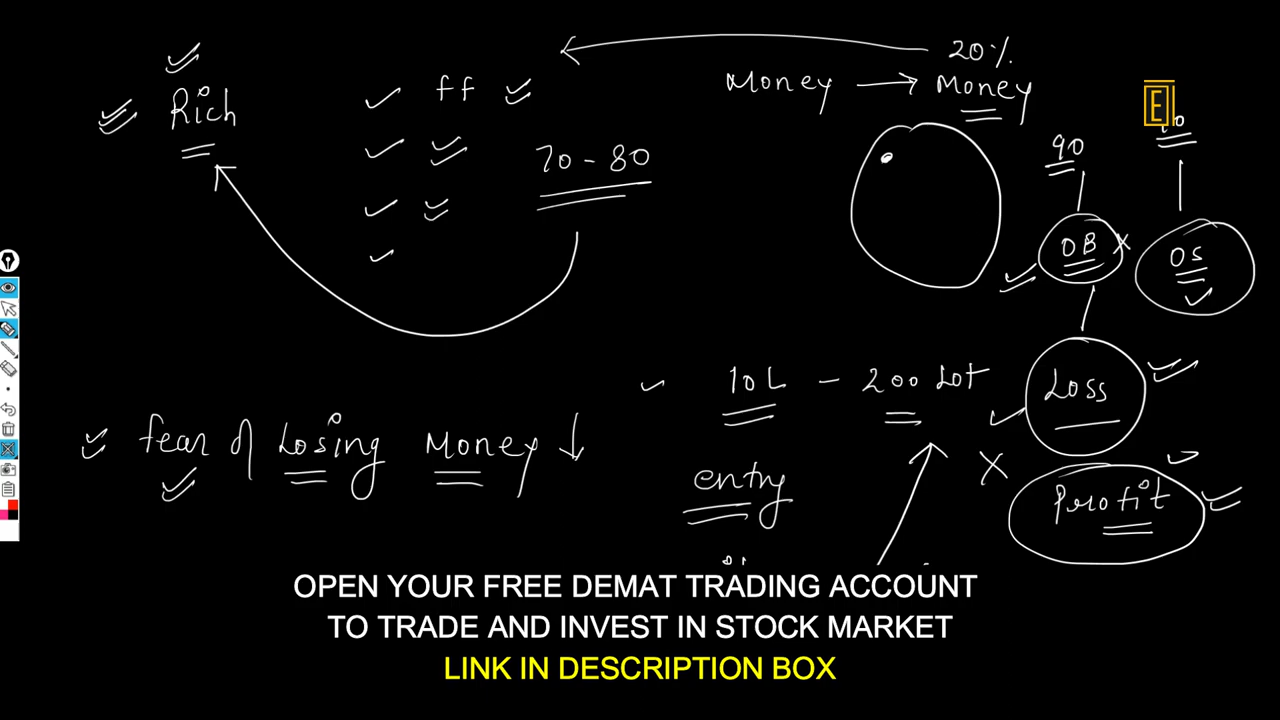 20%
Rich
ff
Money → Money
70-80
90
10
OB x
OS
10L - 200 Lot
Loss
fear of Losing Money ↓
X
entry
Profit
OPEN YOUR FREE DEMAT TRADING ACCOUNT
TO TRADE AND INVEST IN STOCK MARKET
LINK IN DESCRIPTION BOX